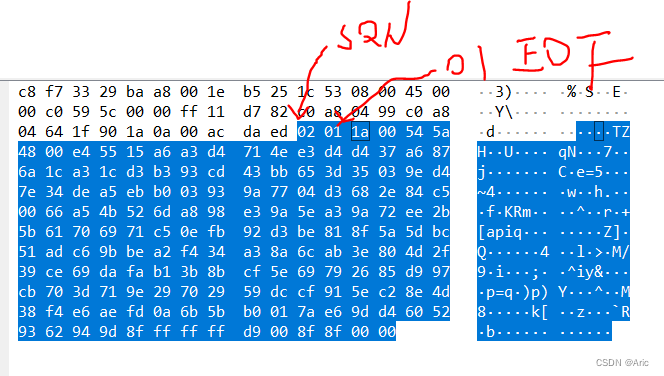 SQN
01 EOF
c8 f7 33 29 ba a8 00 1e b5 25 1c 53 08 00 45 00 ··3)···· ·%·S··E·
00 c0 59 5c 00 00 ff 11 d7 82 c0 a8 04 99 c0 a8 ··Y\···· ········
04 64 1f 90 1a 0a 00 ac da ed 02 01 1a 00 54 5a ·d······ ······TZ
48 00 e4 55 15 a6 a3 d4 71 4e e3 d4 d4 37 a6 87 H··U···· qN···7··
6a 1c a3 1c d3 b3 93 cd 43 bb 65 3d 35 03 9e d4 j······· C·e=5···
7e 34 de a5 eb b0 03 93 9a 77 04 d3 68 2e 84 c5 ~4······ ·w··h.··
00 66 a5 4b 52 6d a8 98 e3 9a 5e a3 9a 72 ee 2b ·f·KRm·· ··^··r·+
5b 61 70 69 71 c5 0e fb 92 d3 be 81 8f 5a 5d bc [apiq··· ·····Z]·
51 ad c6 9b be a2 f4 34 a3 8a 6c ab 3e 80 4d 2f Q······4 ··l·>·M/
39 ce 69 da fa b1 3b 8b cf 5e 69 79 26 85 d9 97 9·i···;· ·^iy&···
cb 70 3d 71 9e 29 70 29 59 dc cf 91 5e c2 8e 4d ·p=q·)p) Y···^··M
38 f4 e6 ae fd 0a 6b 5b b0 01 7a e6 9d d4 60 52 8·····k[ ··z···`R
93 62 94 9d 8f ff ff ff d9 00 8f 8f 00 00 ·b······ ······
CSDN @Aric